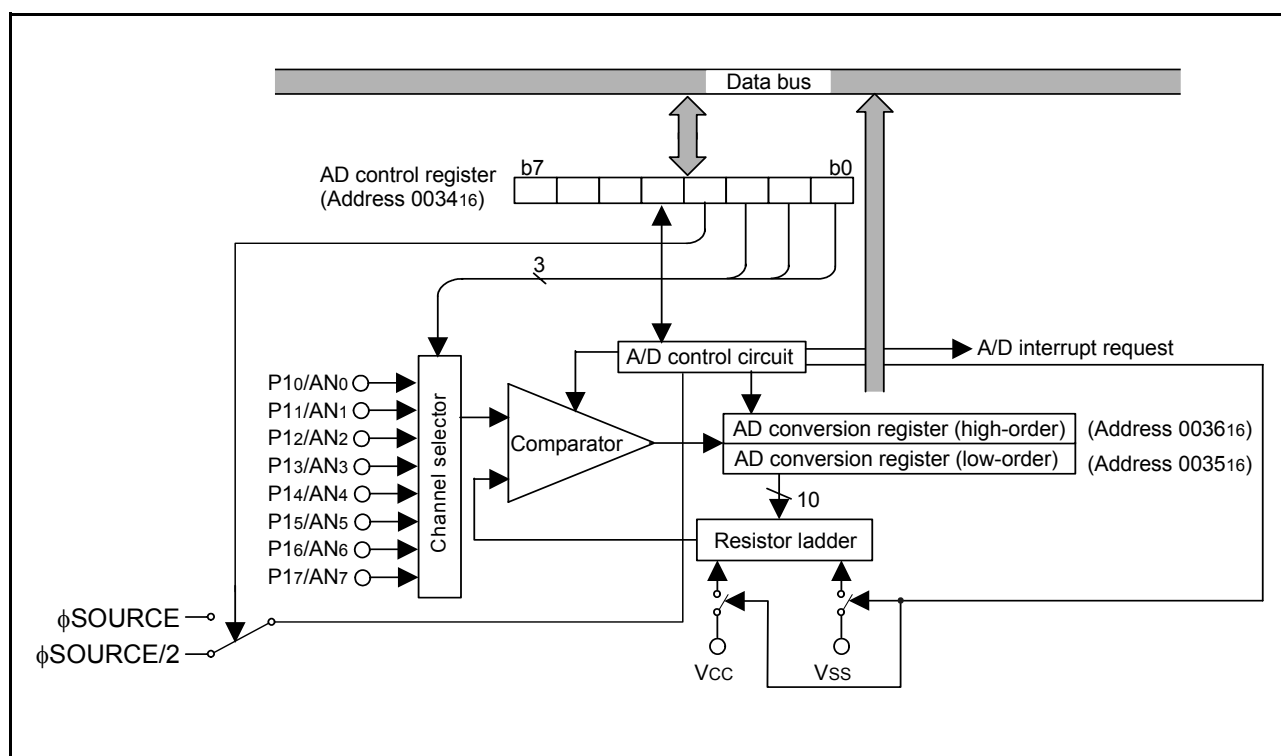 Data bus
b7 b0
AD control register
(Address 003416)
3
A/D control circuit
A/D interrupt request
P10/AN0
P11/AN1
P12/AN2
P13/AN3
P14/AN4
P15/AN5
P16/AN6
P17/AN7
Channel selector
Comparator
AD conversion register (high-order) (Address 003616)
AD conversion register (low-order) (Address 003516)
10
Resistor ladder
ϕSOURCE
ϕSOURCE/2
VCC VSS